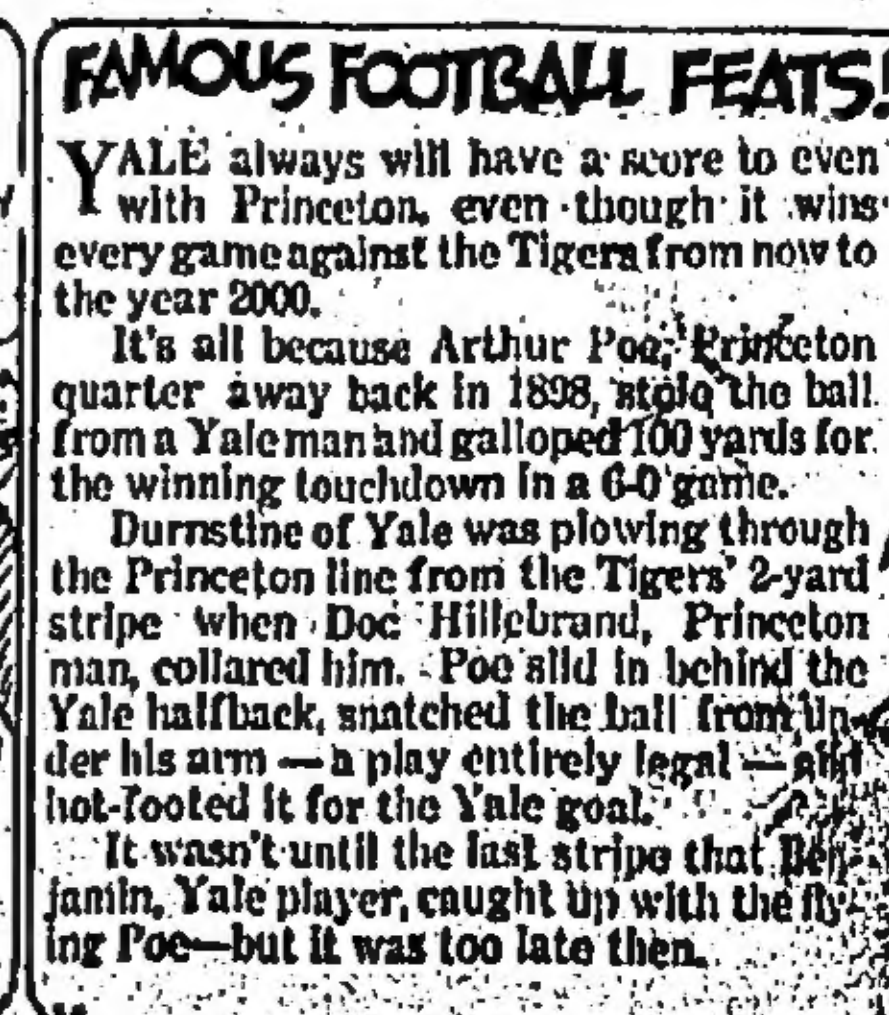 FAMOUS FOOTBALL FEATS!
YALE always will have a score to even
with Princeton, even though it wins
every game against the Tigers from now to
the year 2000.
It's all because Arthur Poe, Princeton
quarter away back in 1898, stole the ball
from a Yale man and galloped 100 yards for
the winning touchdown in a 6-0 game.
Durnstine of Yale was plowing through
the Princeton line from the Tigers' 2-yard
stripe when Doc Hillebrand, Princeton
man, collared him. Poe slid in behind the
Yale halfback, snatched the ball from un-
der his arm — a play entirely legal — and
hot-footed it for the Yale goal.
It wasn't until the last stripe that Ben-
jamin, Yale player, caught up with the fly-
ing Poe—but it was too late then.